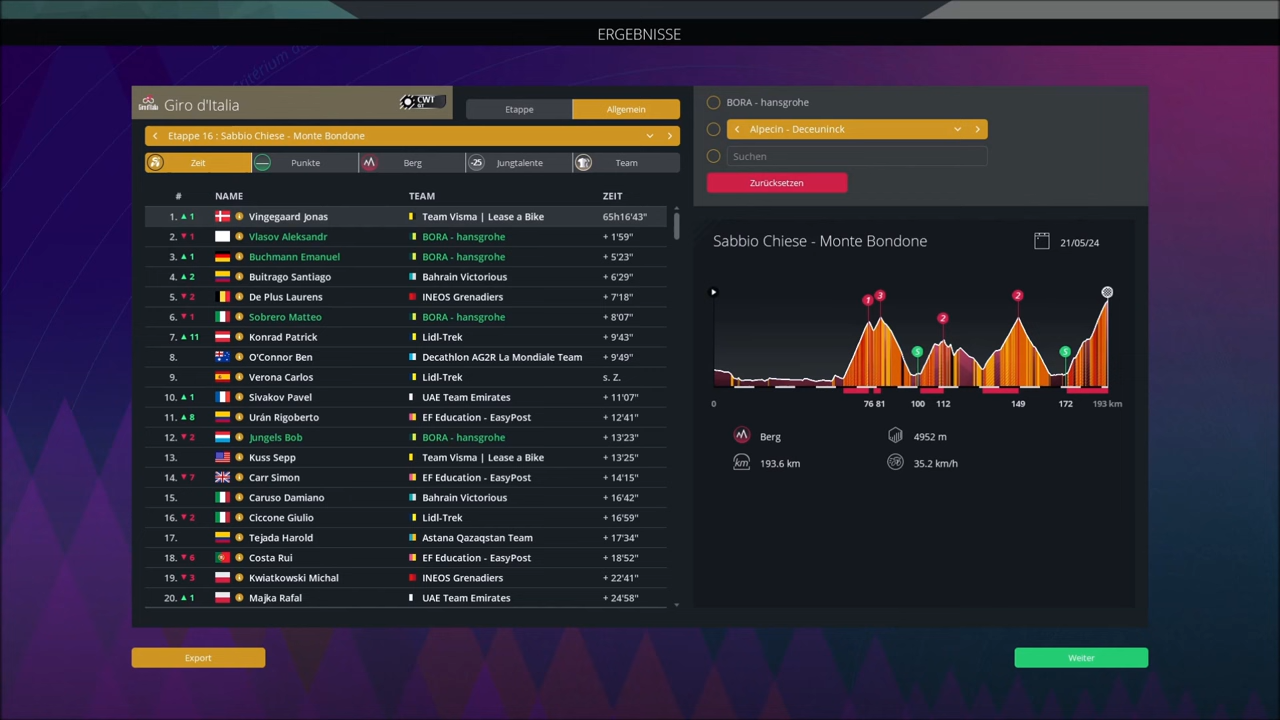 ERGEBNISSE
Giro d'Italia
CWT
GT
Etappe Allgemein
Etappe 16 : Sabbio Chiese - Monte Bondone
Zeit Punkte Berg -25 Jungtalente Team
# NAME TEAM ZEIT
1. ▲ 1 Vingegaard Jonas Team Visma | Lease a Bike 65h16'43"
2. ▼ 1 Vlasov Aleksandr BORA - hansgrohe + 1'59"
3. ▲ 1 Buchmann Emanuel BORA - hansgrohe + 5'23"
4. ▲ 2 Buitrago Santiago Bahrain Victorious + 6'29"
5. ▼ 2 De Plus Laurens INEOS Grenadiers + 7'18"
6. ▼ 1 Sobrero Matteo BORA - hansgrohe + 8'07"
7. ▲ 11 Konrad Patrick Lidl-Trek + 9'43"
8. O'Connor Ben Decathlon AG2R La Mondiale Team + 9'49"
9. Verona Carlos Lidl-Trek s. Z.
10. ▲ 1 Sivakov Pavel UAE Team Emirates + 11'07"
11. ▲ 8 Urán Rigoberto EF Education - EasyPost + 12'41"
12. ▼ 2 Jungels Bob BORA - hansgrohe + 13'23"
13. Kuss Sepp Team Visma | Lease a Bike + 13'25"
14. ▼ 7 Carr Simon EF Education - EasyPost + 14'15"
15. Caruso Damiano Bahrain Victorious + 16'42"
16. ▼ 2 Ciccone Giulio Lidl-Trek + 16'59"
17. Tejada Harold Astana Qazaqstan Team + 17'34"
18. ▼ 6 Costa Rui EF Education - EasyPost + 18'52"
19. ▼ 3 Kwiatkowski Michal INEOS Grenadiers + 22'41"
20. ▲ 1 Majka Rafal UAE Team Emirates + 24'58"
BORA - hansgrohe
Alpecin - Deceuninck
Suchen
Zurücksetzen
Sabbio Chiese - Monte Bondone 21/05/24
1 3 2 2
S S
0 76 81 100 112 149 172 193 km
Berg 4952 m
km 193.6 km 35.2 km/h
Export Weiter